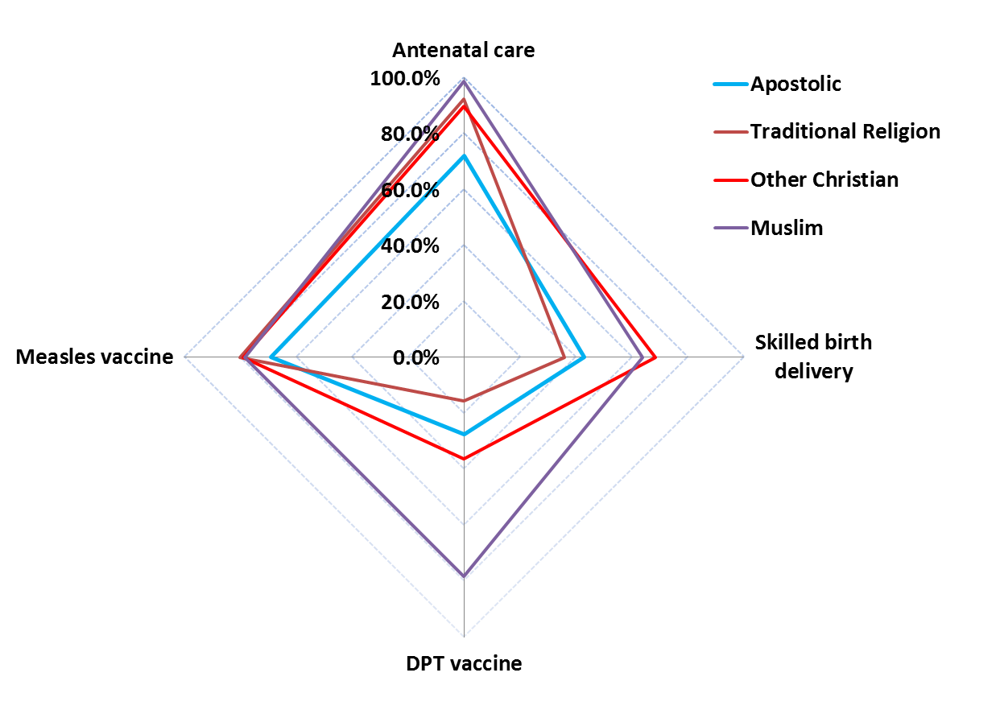 Antenatal care
100.0%
80.0%
60.0%
40.0%
20.0%
0.0%
Measles vaccine
Skilled birth
delivery
DPT vaccine
Apostolic
Traditional Religion
Other Christian
Muslim